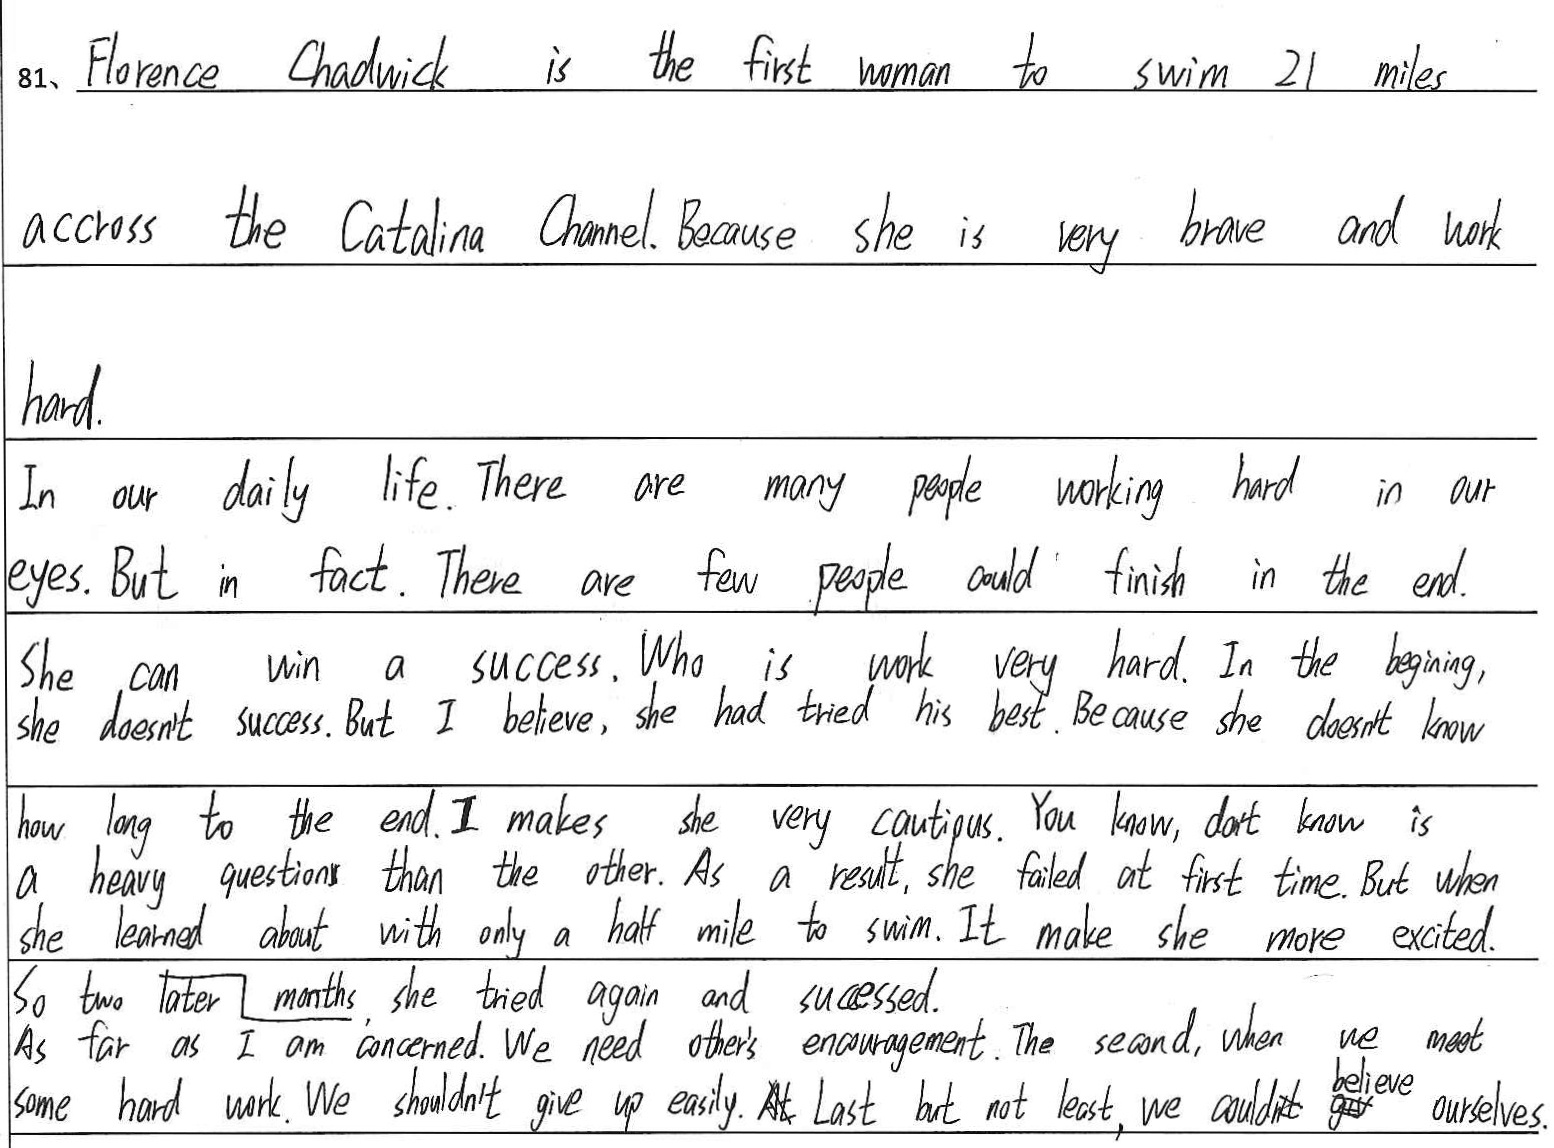 81、Florence Chadwick is the first woman to swim 21 miles
accross the Catalina Channel. Because she is very brave and work
hard.
In our daily life. There are many people working hard in our
eyes. But in fact. There are few people could finish in the end.
She can win a success. Who is work very hard. In the begining,
she doesn't success. But I believe, she had tried his best. Because she doesn't know
how long to the end. I makes she very cautious. You know, don't know is
a heavy questions than the other. As a result, she failed at first time. But when
she learned about with only a half mile to swim. It make she more excited.
So two later months, she tried again and sucessed.
As far as I am concerned. We need other's encouragement. The second, when we meet
some hard work. We shouldn't give up easily. Last but not least, we could believe ourselves.